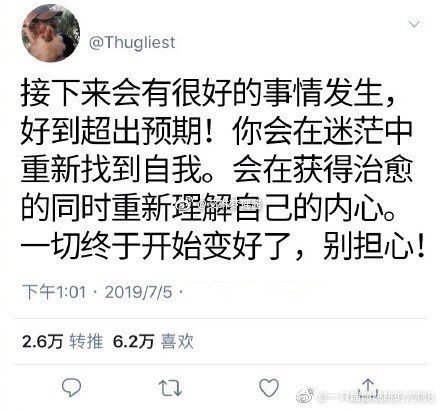 @Thugliest
接下来会有很好的事情发生，
好到超出预期！你会在迷茫中
重新找到自我。会在获得治愈
的同时重新理解自己的内心。
一切终于开始变好了，别担心！
下午1:01 · 2019/7/5
2.6万 转推 6.2万 喜欢